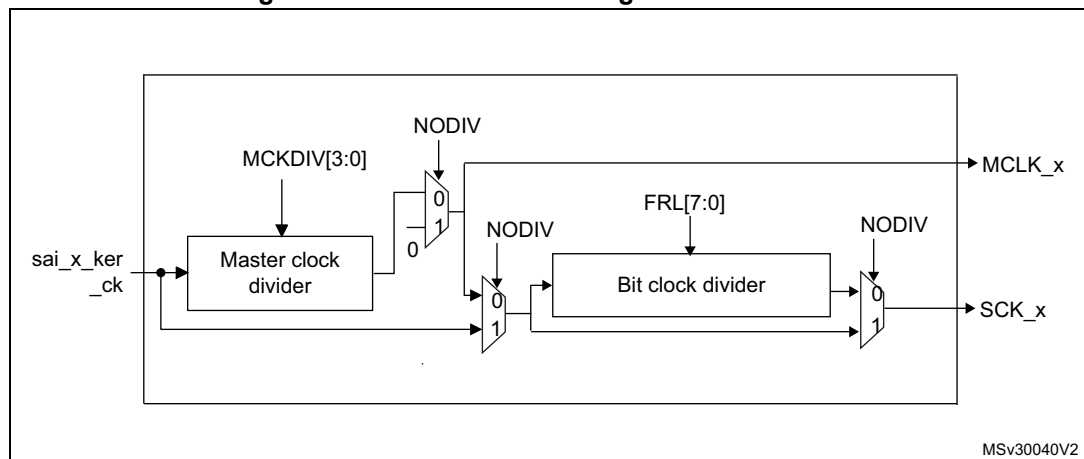 NODIV
MCKDIV[3:0]
MCLK_x
0
1
0
FRL[7:0]
NODIV
NODIV
sai_x_ker
_ck
Master clock
divider
0
1
Bit clock divider
0
1
SCK_x
MSv30040V2